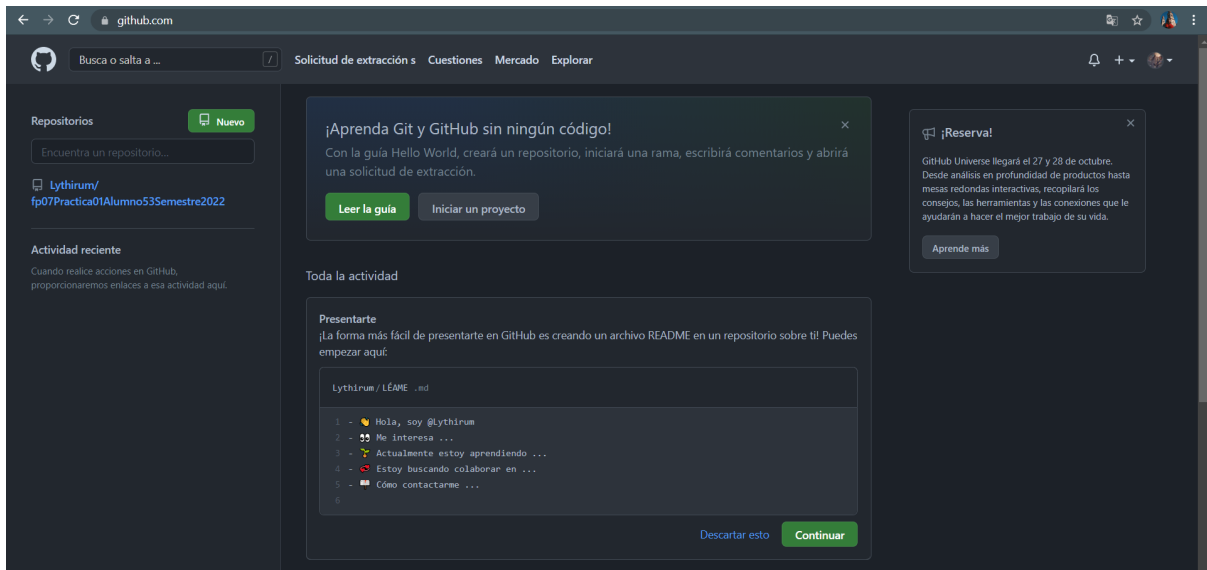 github.com
Busca o salta a ...
/
Solicitud de extracción s Cuestiones Mercado Explorar
Repositorios
Nuevo
Encuentra un repositorio...
Lythirum/
fp07Practica01Alumno53Semestre2022
Actividad reciente
Cuando realice acciones en GitHub,
proporcionaremos enlaces a esa actividad aquí.
¡Aprenda Git y GitHub sin ningún código!
Con la guía Hello World, creará un repositorio, iniciará una rama, escribirá comentarios y abrirá
una solicitud de extracción.
Leer la guía Iniciar un proyecto
Toda la actividad
Presentarte
¡La forma más fácil de presentarte en GitHub es creando un archivo README en un repositorio sobre ti! Puedes
empezar aquí:
Lythirum / LÉAME .md
1 - 👋 Hola, soy @Lythirum
2 - 👀 Me interesa ...
3 - 🌱 Actualmente estoy aprendiendo ...
4 - 💞 Estoy buscando colaborar en ...
5 - 📫 Cómo contactarme ...
6
Descartar esto Continuar
¡Reserva!
GitHub Universe llegará el 27 y 28 de octubre.
Desde análisis en profundidad de productos hasta
mesas redondas interactivas, recopilará los
consejos, las herramientas y las conexiones que le
ayudarán a hacer el mejor trabajo de su vida.
Aprende más